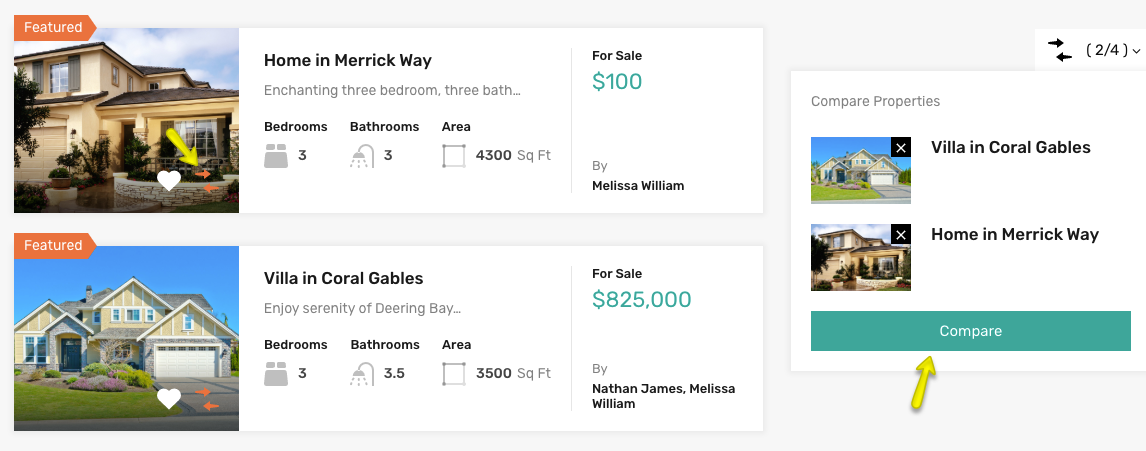 Featured
Home in Merrick Way
Enchanting three bedroom, three bath…
Bedrooms Bathrooms Area
3 3 4300 Sq Ft
For Sale
$100
By
Melissa William
Featured
Villa in Coral Gables
Enjoy serenity of Deering Bay…
Bedrooms Bathrooms Area
3 3.5 3500 Sq Ft
For Sale
$825,000
By
Nathan James, Melissa
William
( 2/4 )
Compare Properties
Villa in Coral Gables
Home in Merrick Way
Compare